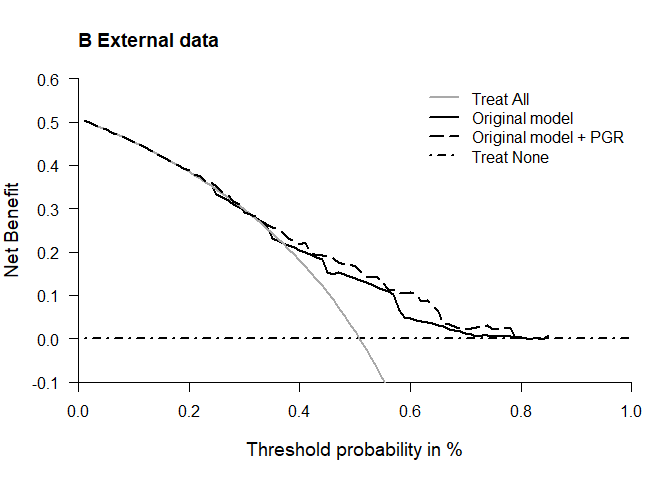 B External data
0.6
0.5
0.4
0.3
0.2
0.1
0.0
-0.1
Net Benefit
Treat All
Original model
Original model + PGR
Treat None
0.0 0.2 0.4 0.6 0.8 1.0
Threshold probability in %